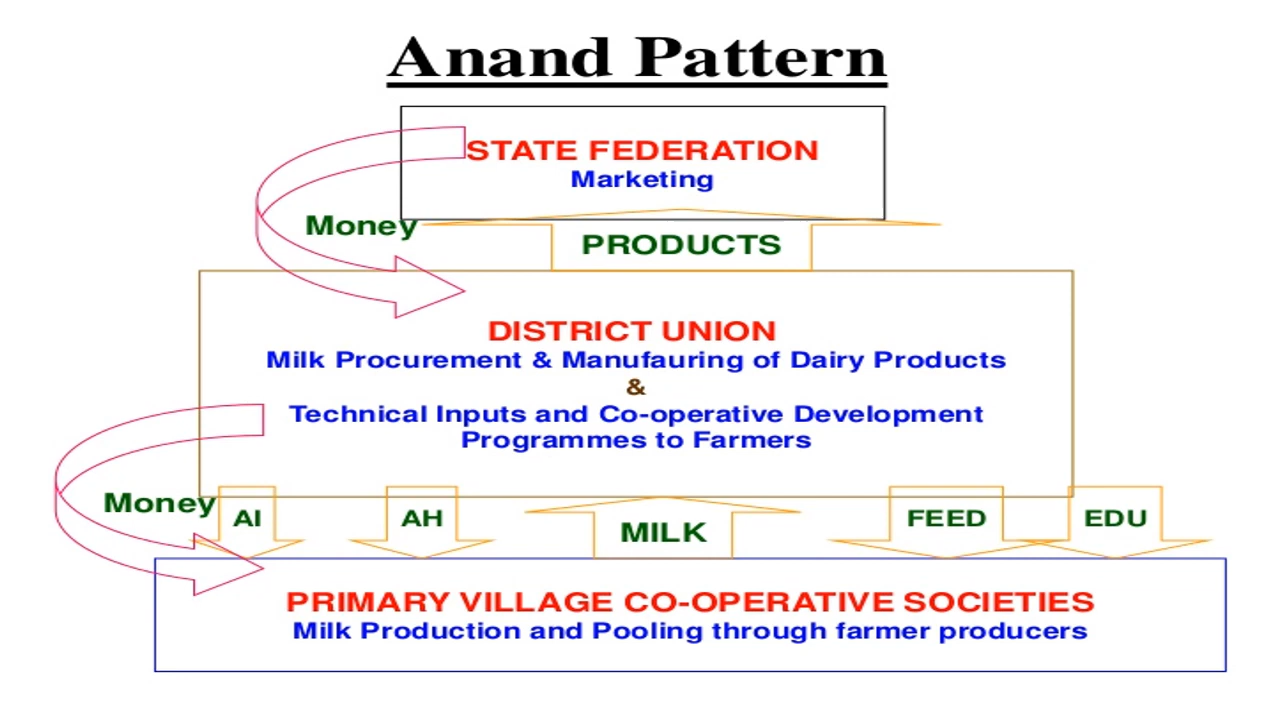 Anand Pattern
STATE FEDERATION
Marketing
Money
PRODUCTS
DISTRICT UNION
Milk Procurement & Manufauring of Dairy Products
&
Technical Inputs and Co-operative Development
Programmes to Farmers
Money
AI
AH
MILK
FEED
EDU
PRIMARY VILLAGE CO-OPERATIVE SOCIETIES
Milk Production and Pooling through farmer producers